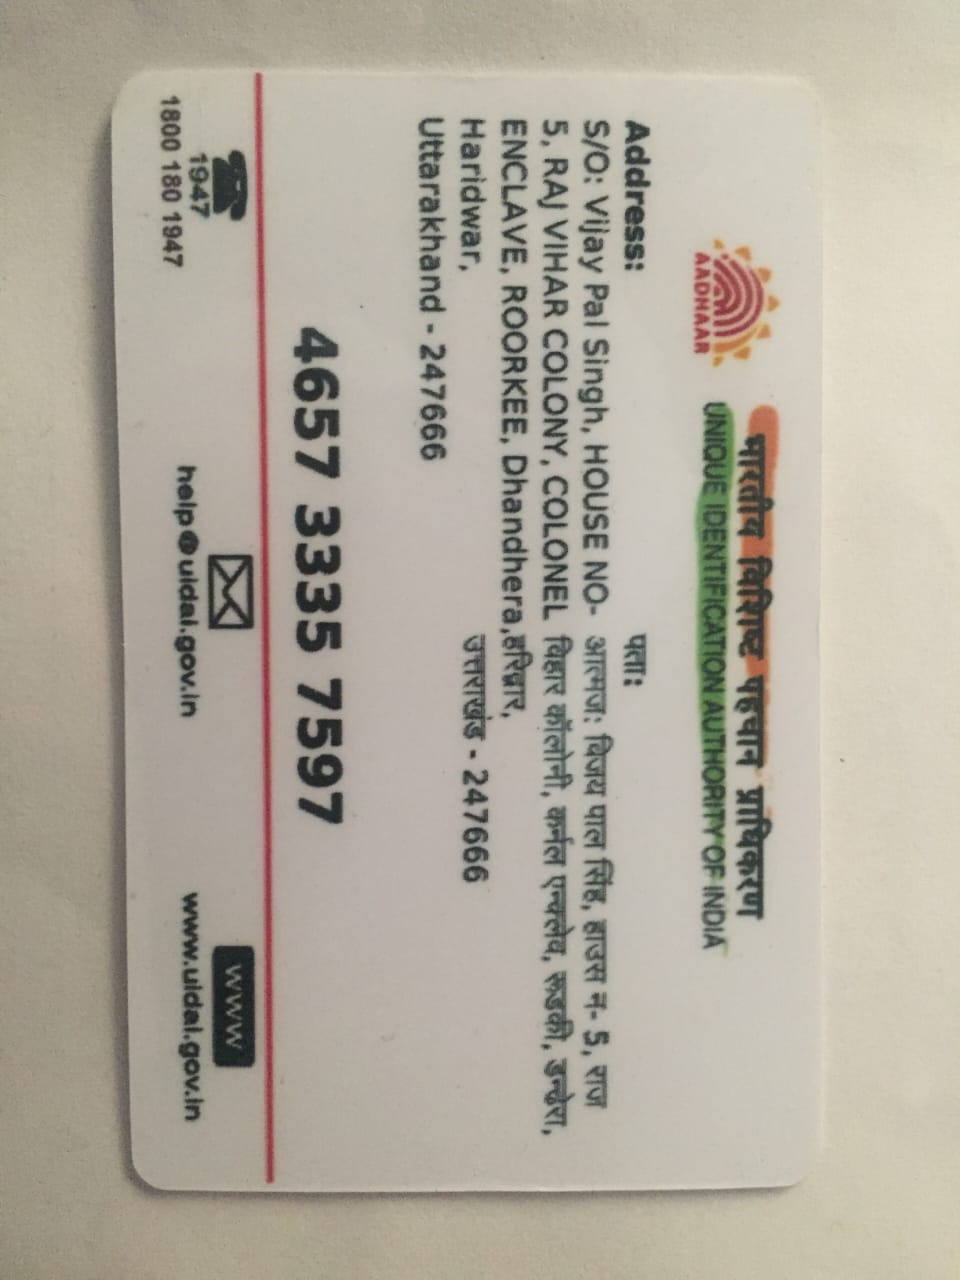 भारतीय विशिष्ट पहचान प्राधिकरण
UNIQUE IDENTIFICATION AUTHORITY OF INDIA
AADHAAR
Address:
S/O: Vijay Pal Singh, HOUSE NO-
5, RAJ VIHAR COLONY, COLONEL
ENCLAVE, ROORKEE, Dhandhera,
Haridwar,
Uttarakhand - 247666
पता:
आत्मज: विजय पाल सिंह, हाउस न- 5, राज
विहार कॉलोनी, कर्नल एन्क्लेव, रूडकी, ढन्ढेरा,
हरिद्वार,
उत्तराखंड - 247666
4657 3335 7597
1947
1800 180 1947
help@uidai.gov.in
www
www.uidai.gov.in